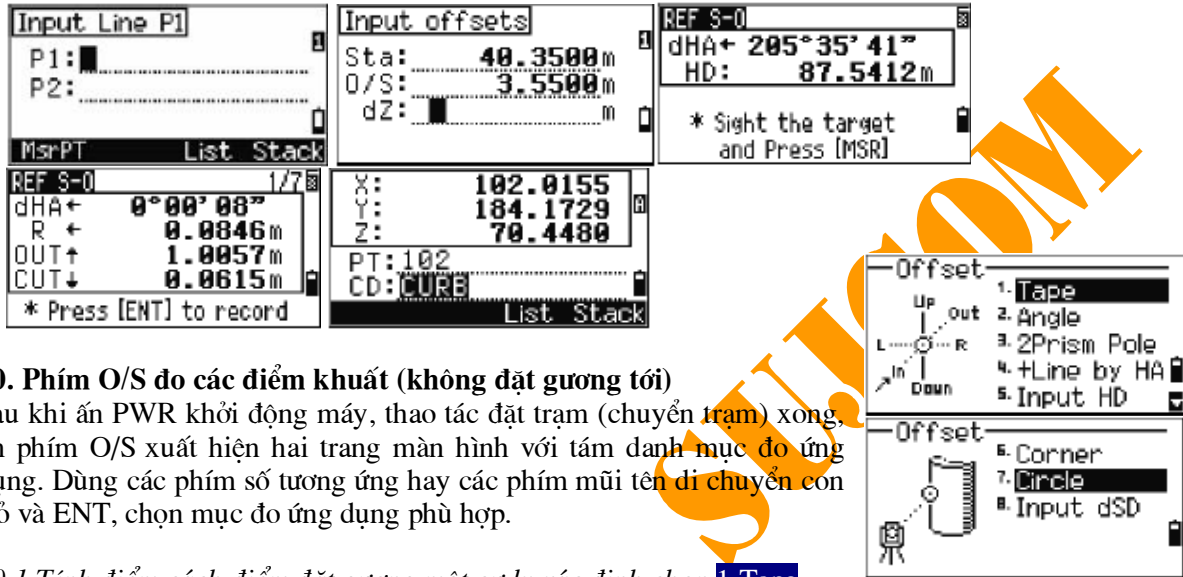 Input Line P1
P1:
P2:
MsrPT List Stack
Input offsets
Sta: 40.3500m
O/S: 3.5500m
dZ: m
REF S-O
dHA← 205°35'41"
HD: 87.5412m
* Sight the target
and Press [MSR]
REF S-O 1/7
dHA← 0°00'08"
R ← 0.0846m
OUT↑ 1.0057m
CUT↓ 0.0615m
* Press [ENT] to record
X: 102.0155
Y: 184.1729
Z: 70.4480
PT:102
CD:CURB
List Stack
Offset
Up
Out
L R
In
Down
1. Tape
2. Angle
3. 2Prism Pole
4. +Line by HA
5. Input HD
Offset
6. Corner
7. Circle
8. Input dSD
0. Phím O/S đo các điểm khuất (không đặt gương tới)
au khi ấn PWR khởi động máy, thao tác đặt trạm (chuyển trạm) xong,
n phím O/S xuất hiện hai trang màn hình với tám danh mục đo ứng
ụng. Dùng các phím số tương ứng hay các phím mũi tên di chuyển con
ỏ và ENT, chọn mục đo ứng dụng phù hợp.